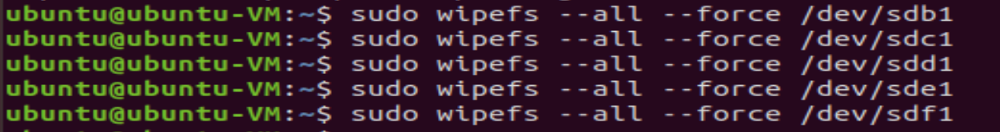 ubuntu@ubuntu-VM:~$ sudo wipefs --all --force /dev/sdb1
ubuntu@ubuntu-VM:~$ sudo wipefs --all --force /dev/sdc1
ubuntu@ubuntu-VM:~$ sudo wipefs --all --force /dev/sdd1
ubuntu@ubuntu-VM:~$ sudo wipefs --all --force /dev/sde1
ubuntu@ubuntu-VM:~$ sudo wipefs --all --force /dev/sdf1